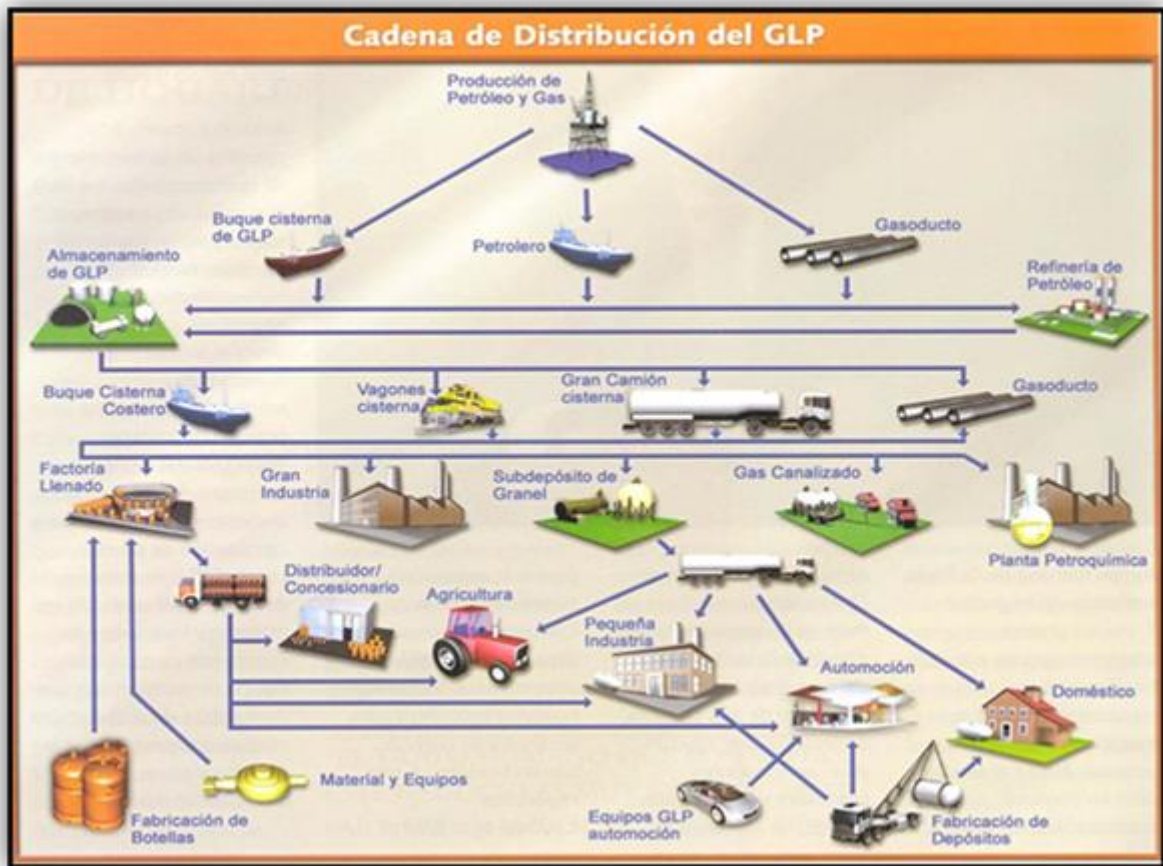 Cadena de Distribución del GLP
Producción de
Petróleo y Gas
Buque cisterna
de GLP
Petrolero
Gasoducto
Almacenamiento
de GLP
Refinería de
Petróleo
Buque Cisterna
Costero
Vagones
cisterna
Gran Camión
cisterna
Gasoducto
Factoría
Llenado
Gran
Industria
Subdepósito de
Granel
Gas Canalizado
Planta Petroquímica
Distribuidor/
Concesionario
Agricultura
Pequeña
Industria
Automoción
Doméstico
Material y Equipos
Fabricación de
Botellas
Equipos GLP
automoción
Fabricación de
Depósitos